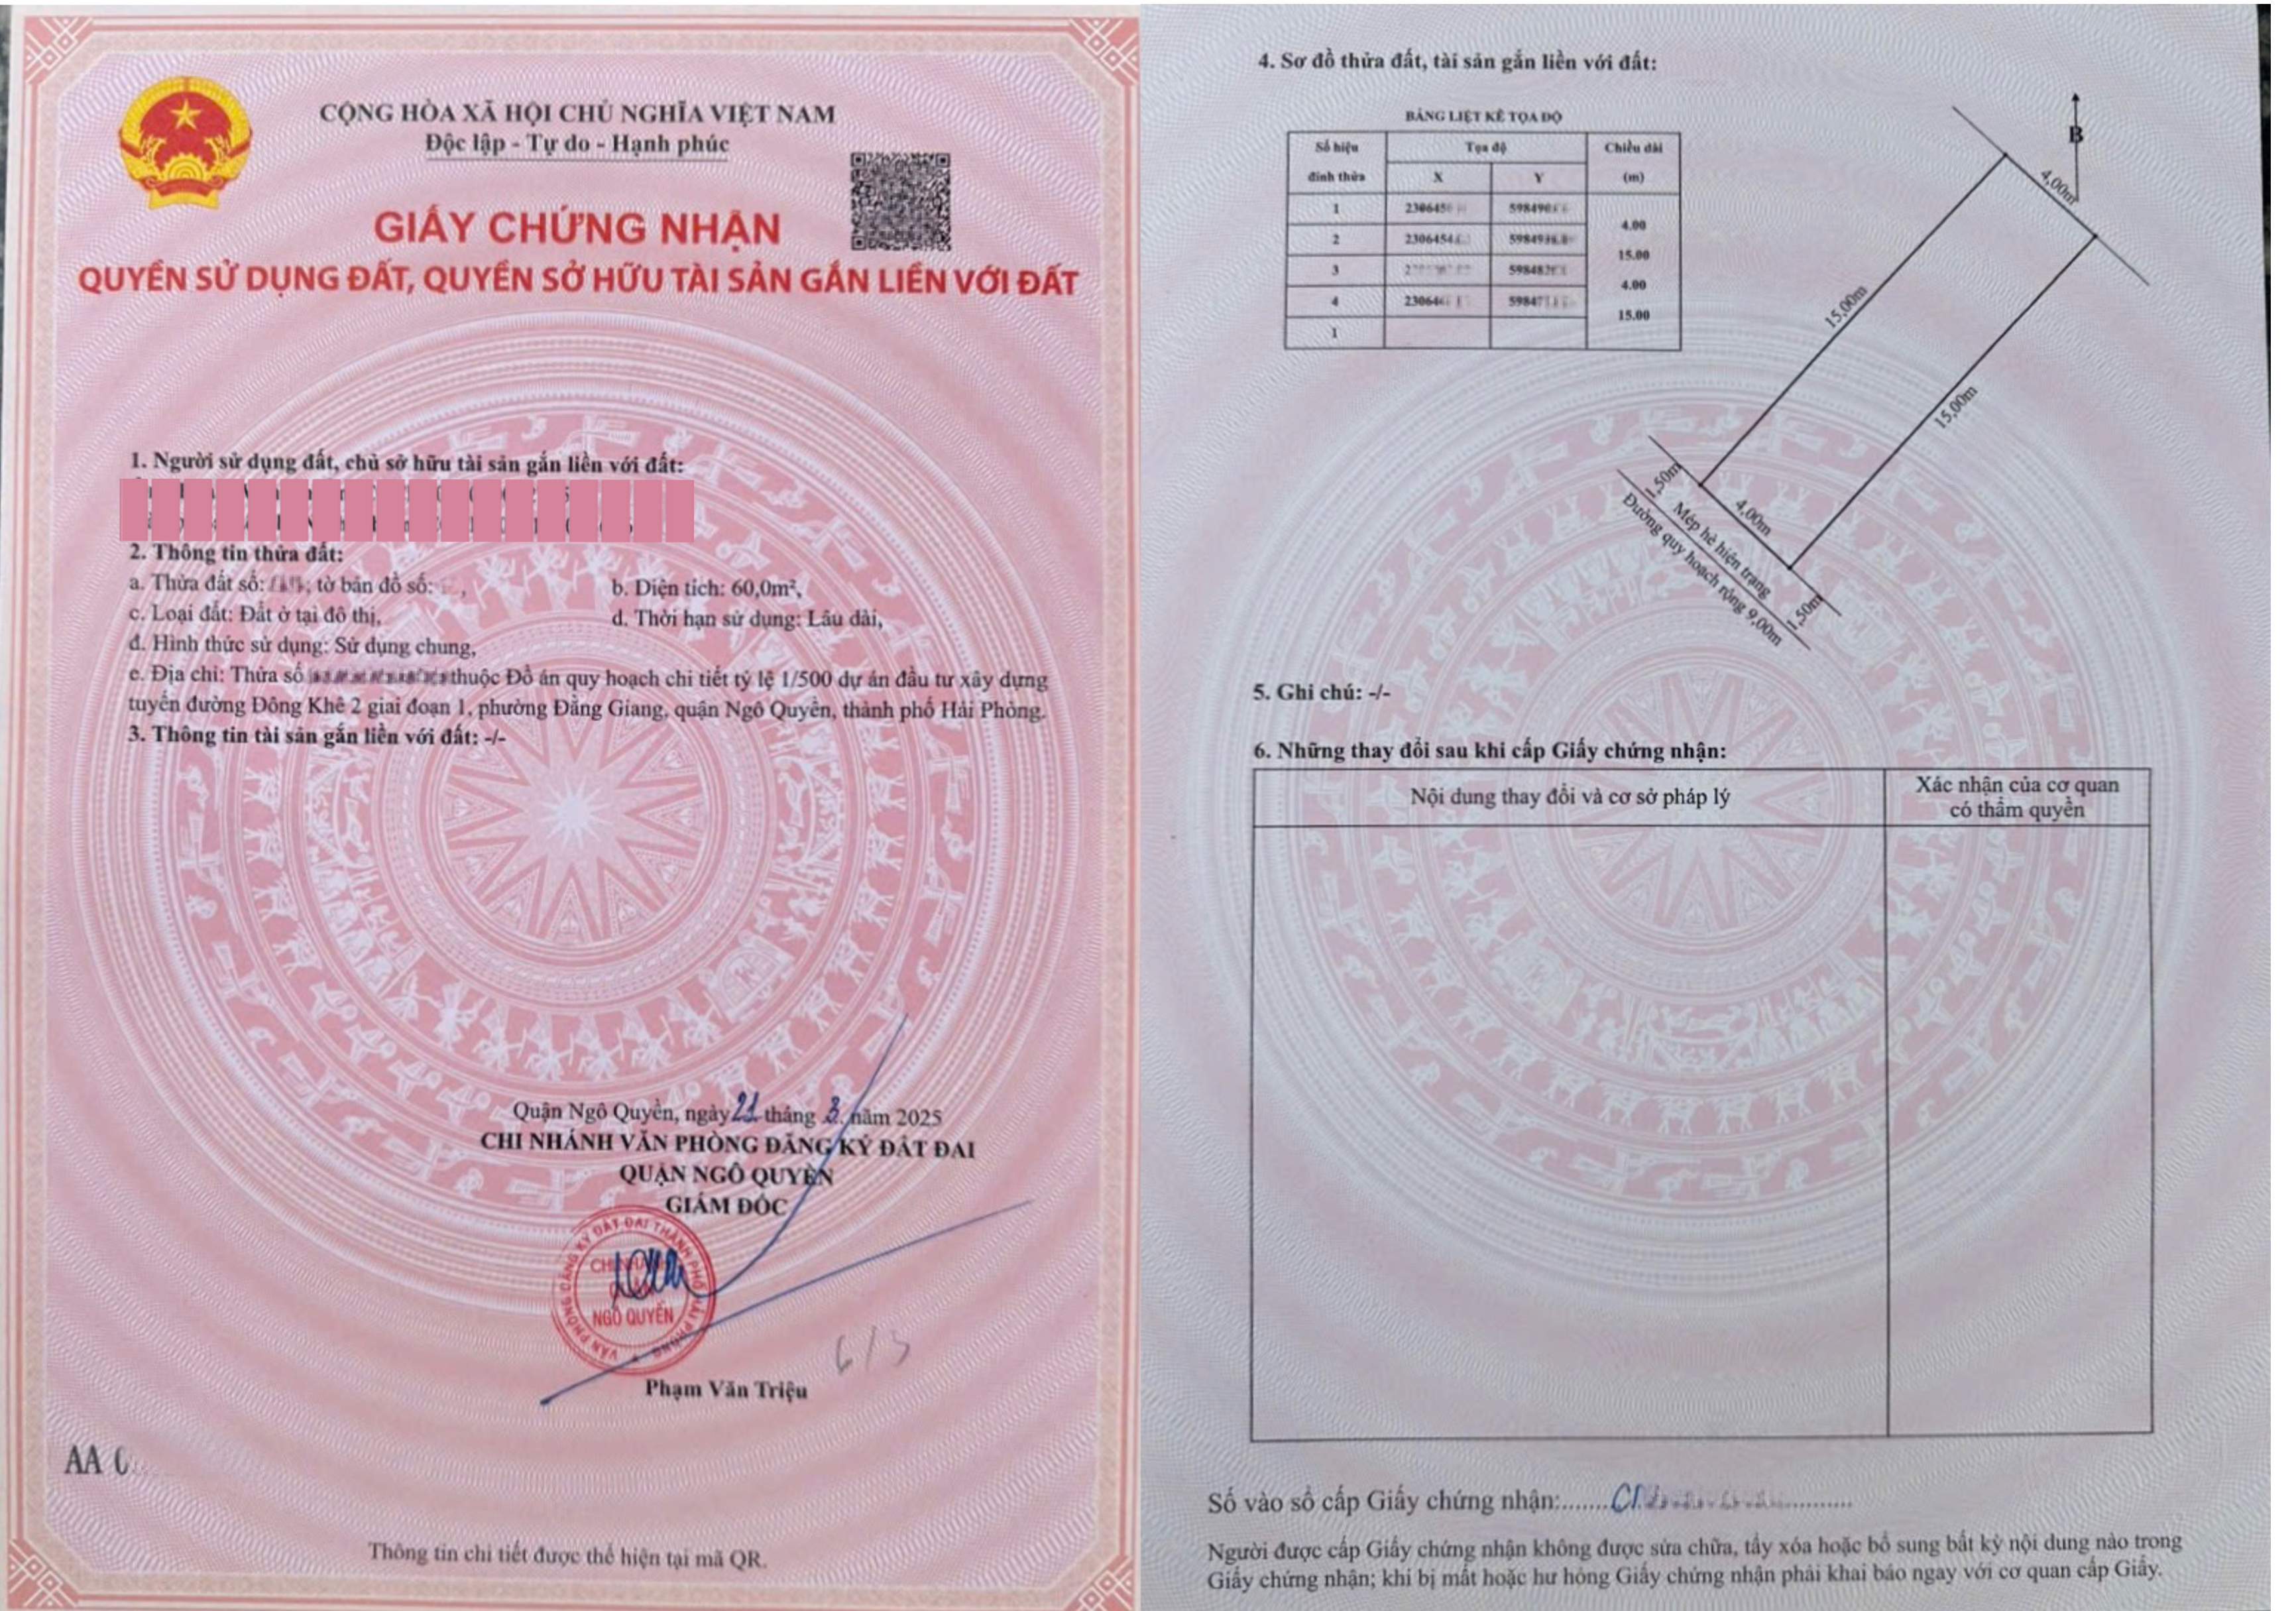 CỘNG HÒA XÃ HỘI CHỦ NGHĨA VIỆT NAM
Độc lập - Tự do - Hạnh phúc
GIẤY CHỨNG NHẬN
QUYỀN SỬ DỤNG ĐẤT, QUYỀN SỞ HỮU TÀI SẢN GẮN LIỀN VỚI ĐẤT
1. Người sử dụng đất, chủ sở hữu tài sản gắn liền với đất:
2. Thông tin thửa đất:
a. Thửa đất số: ; tờ bản đồ số: , b. Diện tích: 60,0m²,
c. Loại đất: Đất ở tại đô thị, d. Thời hạn sử dụng: Lâu dài,
đ. Hình thức sử dụng: Sử dụng chung,
e. Địa chỉ: Thửa số thuộc Đồ án quy hoạch chi tiết tỷ lệ 1/500 dự án đầu tư xây dựng
tuyến đường Đông Khê 2 giai đoạn 1, phường Đằng Giang, quận Ngô Quyền, thành phố Hải Phòng.
3. Thông tin tài sản gắn liền với đất: -/-
Quận Ngô Quyền, ngày 21 tháng 3 năm 2025
CHI NHÁNH VĂN PHÒNG ĐĂNG KÝ ĐẤT ĐAI
QUẬN NGÔ QUYỀN
GIÁM ĐỐC
VĂN PHÒNG ĐĂNG KÝ ĐẤT ĐAI THÀNH PHỐ HẢI PHÒNG
CHI NHÁNH
QUẬN
NGÔ QUYỀN
6/3
Phạm Văn Triệu
AA
Thông tin chi tiết được thể hiện tại mã QR.
4. Sơ đồ thửa đất, tài sản gắn liền với đất:
BẢNG LIỆT KÊ TỌA ĐỘ
Số hiệu đỉnh thửa Tọa độ Chiều dài (m)
X Y
1
4.00
2
15.00
3
4.00
4
15.00
1
B
4,00m
15,00m
15,00m
1,50m
4,00m
Mép hè hiện trạng
1,50m
Đường quy hoạch rộng 9,00m
5. Ghi chú: -/-
6. Những thay đổi sau khi cấp Giấy chứng nhận:
Nội dung thay đổi và cơ sở pháp lý
Xác nhận của cơ quan
có thẩm quyền
Số vào sổ cấp Giấy chứng nhận:.......
Người được cấp Giấy chứng nhận không được sửa chữa, tẩy xóa hoặc bổ sung bất kỳ nội dung nào trong
Giấy chứng nhận; khi bị mất hoặc hư hỏng Giấy chứng nhận phải khai báo ngay với cơ quan cấp Giấy.